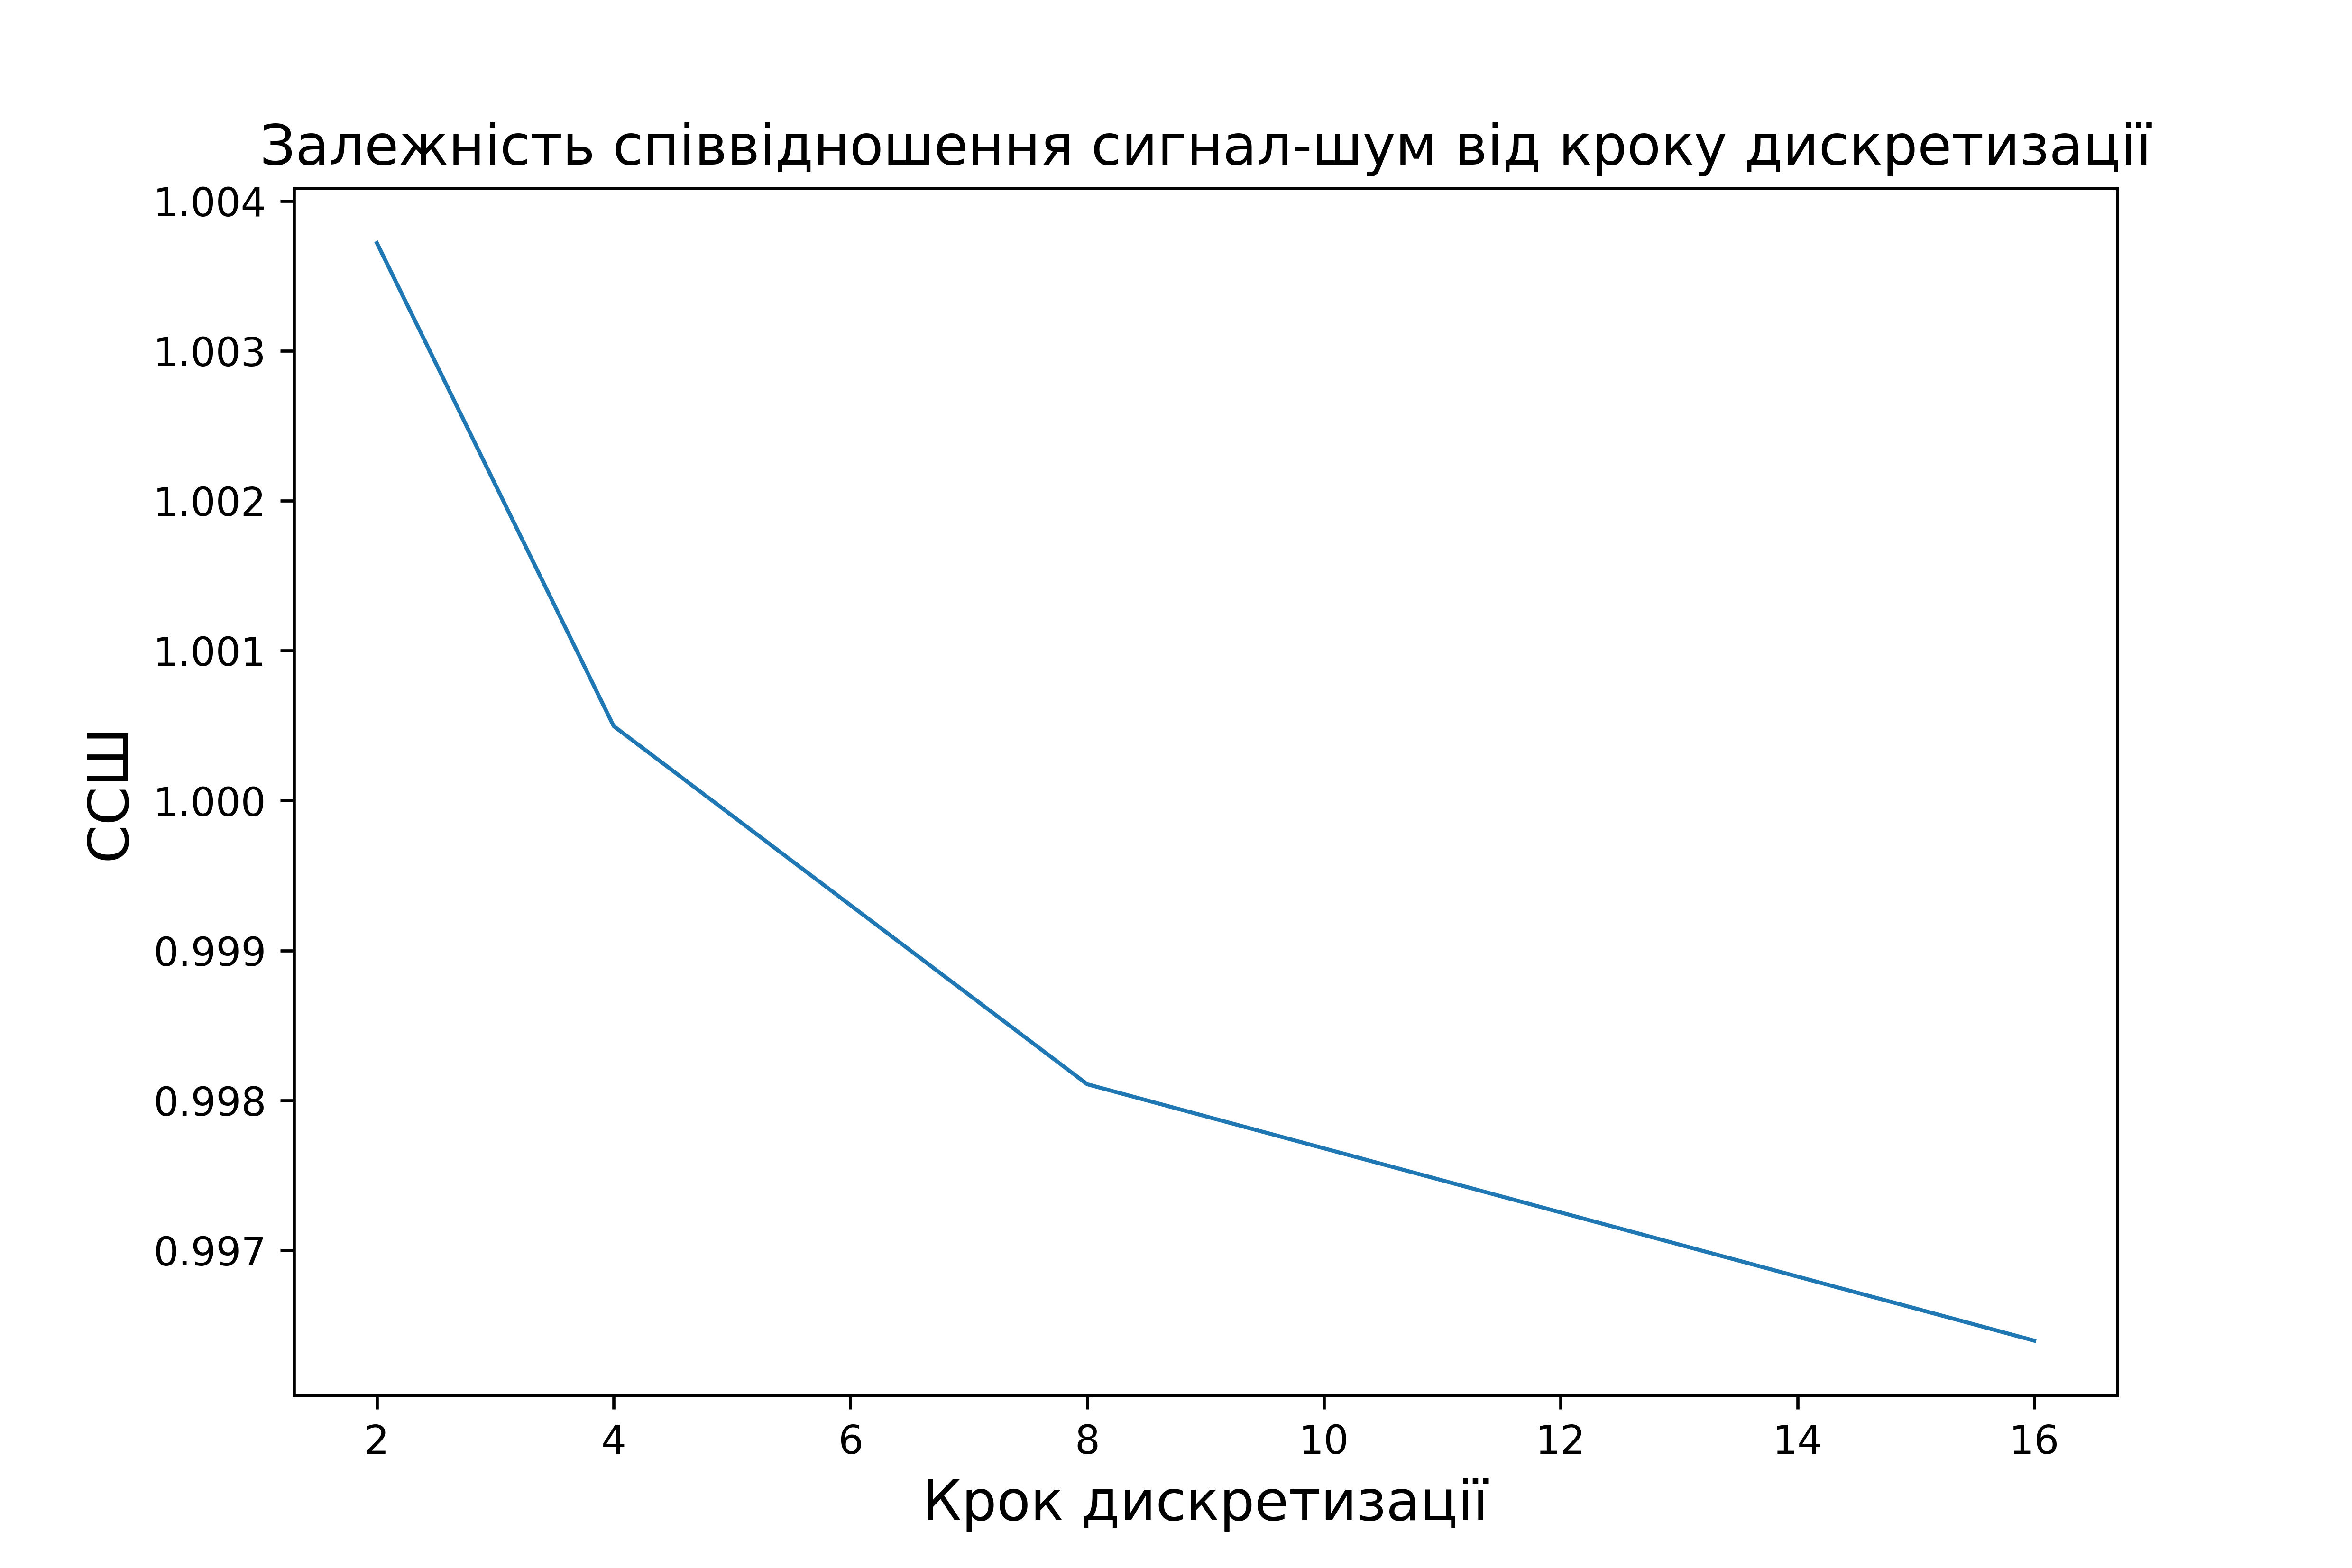 Залежність співвідношення сигнал-шум від кроку дискретизації
1.004
1.003
1.002
1.001
1.000
0.999
0.998
0.997
ССШ
2 4 6 8 10 12 14 16
Крок дискретизації